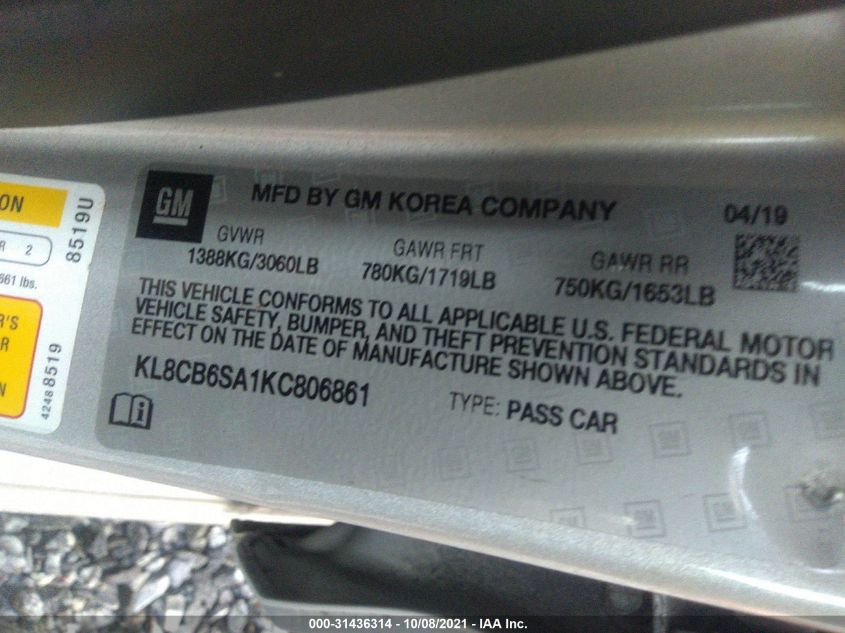 ON
R 2
661 lbs.
R'S
R
N
8519U
42488519
GM
MFD BY GM KOREA COMPANY
04/19
GVWR
1388KG/3060LB
GAWR FRT
780KG/1719LB
GAWR RR
750KG/1653LB
THIS VEHICLE CONFORMS TO ALL APPLICABLE U.S. FEDERAL MOTOR
VEHICLE SAFETY, BUMPER, AND THEFT PREVENTION STANDARDS IN
EFFECT ON THE DATE OF MANUFACTURE SHOWN ABOVE.
KL8CB6SA1KC806861
TYPE: PASS CAR
000-31436314 - 10/08/2021 - IAA Inc.